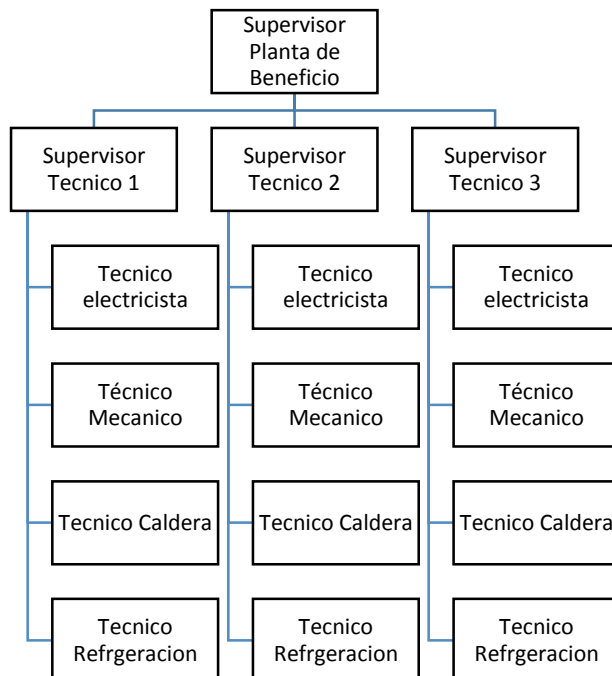 Supervisor
Planta de
Beneficio
Supervisor
Tecnico 1
Supervisor
Tecnico 2
Supervisor
Tecnico 3
Tecnico
electricista
Tecnico
electricista
Tecnico
electricista
Técnico
Mecanico
Técnico
Mecanico
Técnico
Mecanico
Tecnico Caldera
Tecnico Caldera
Tecnico Caldera
Tecnico
Refrgeracion
Tecnico
Refrgeracion
Tecnico
Refrgeracion